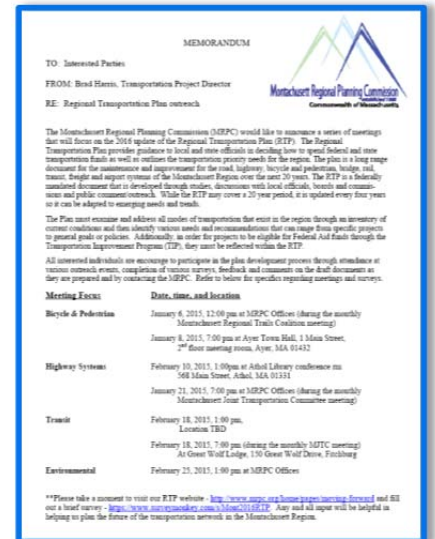 MEMORANDUM
Montachusett Regional Planning Commission
Commonwealth of Massachusetts
TO: Interested Parties
FROM: Brad Harris, Transportation Project Director
RE: Regional Transportation Plan outreach
The Montachusett Regional Planning Commission (MRPC) would like to announce a series of meetings
that will focus on the 2016 update of the Regional Transportation Plan (RTP). The Regional
Transportation Plan provides guidance to local and state officials in deciding how to spend federal and state
transportation funds as well as outlines the transportation priority needs for the region. The plan is a long range
document for the maintenance and improvement for the road, highway, bicycle and pedestrian, bridge, rail,
transit, freight and airport systems of the Montachusett Region over the next 20 years. The RTP is a federally
mandated document that is developed through studies, discussions with local officials, boards and commis-
sions and public comment/outreach. While the RTP may cover a 20 year period, it is updated every four years
so it can be adapted to emerging needs and trends.
The Plan must examine and address all modes of transportation that exist in the region through an inventory of
current conditions and then identify various needs and recommendations that can range from specific projects
to general goals or policies. Additionally, in order for projects to be eligible for Federal Aid funds through the
Transportation Improvement Program (TIP), they must be reflected within the RTP.
All interested individuals are encourage to participate in the plan development process through attendance at
various outreach events, completion of various surveys, feedback and comments on the draft documents as
they are prepared and by contacting the MRPC. Refer to below for specifics regarding meetings and surveys.
Meeting Focus Date, time, and location
Bicycle & Pedestrian January 6, 2015, 12:00 pm at MRPC Offices (during the monthly
Montachusett Regional Trails Coalition meeting)
January 8, 2015, 7:00 pm at Ayer Town Hall, 1 Main Street,
2nd floor meeting room, Ayer, MA 01432
Highway Systems February 10, 2015, 1:00pm at Athol Library conference rm
568 Main Street, Athol, MA 01331
January 21, 2015, 7:00 pm at MRPC Offices (during the monthly
Montachusett Joint Transportation Committee meeting)
Transit February 18, 2015, 1:00 pm,
Location TBD
February 18, 2015, 7:00 pm (during the monthly MJTC meeting)
At Great Wolf Lodge, 150 Great Wolf Drive, Fitchburg
Environmental February 25, 2015, 1:00 pm at MRPC Offices
**Please take a moment to visit our RTP website - http://www.mrpc.org/home/pages/moving-forward and fill
out a brief survey - https://www.surveymonkey.com/s/Mont2016RTP. Any and all input will be helpful in
helping us plan the future of the transportation network in the Montachusett Region.